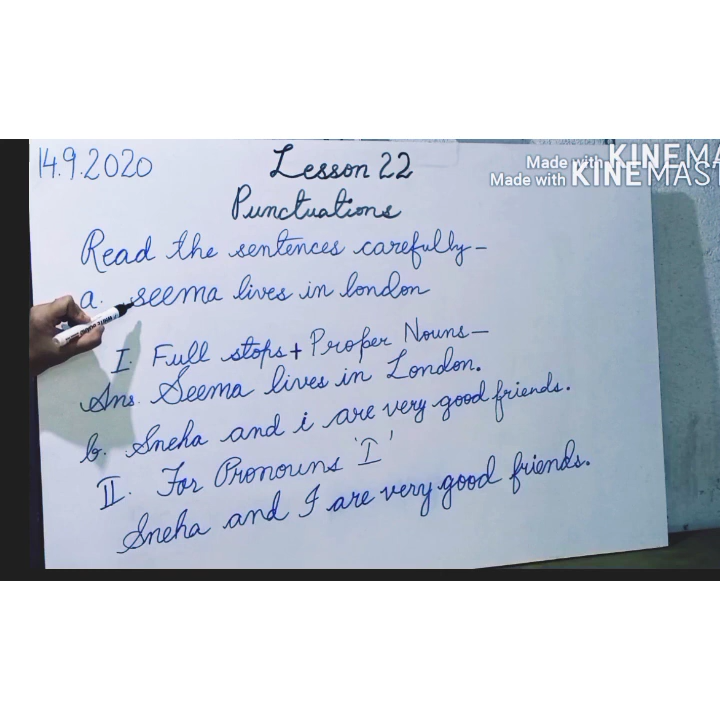 14.9.2020 Lesson 22
Punctuations
Read the sentences carefully -
a. seema lives in london
I. Full stops + Proper Nouns -
Ans. Seema lives in London.
b. Sneha and i are very good friends.
II. For Pronouns 'I'
Sneha and I are very good friends.
Made with KINEMA
Made with KINEMAST